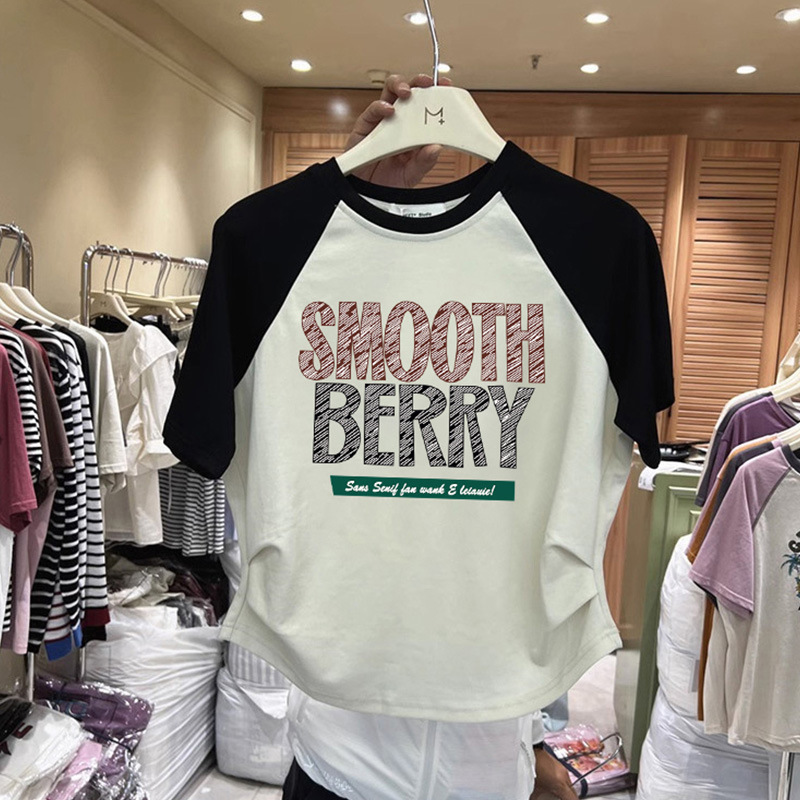 M+
SMOOTH
BERRY
Sans Senif fan wank E leiauie!